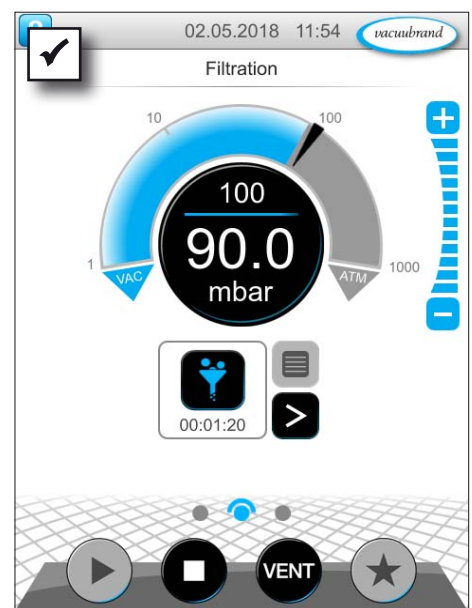 02.05.2018 11:54 vacuubrand
Filtration
10 100
100
90.0
mbar
1 VAC ATM 1000
00:01:20
VENT